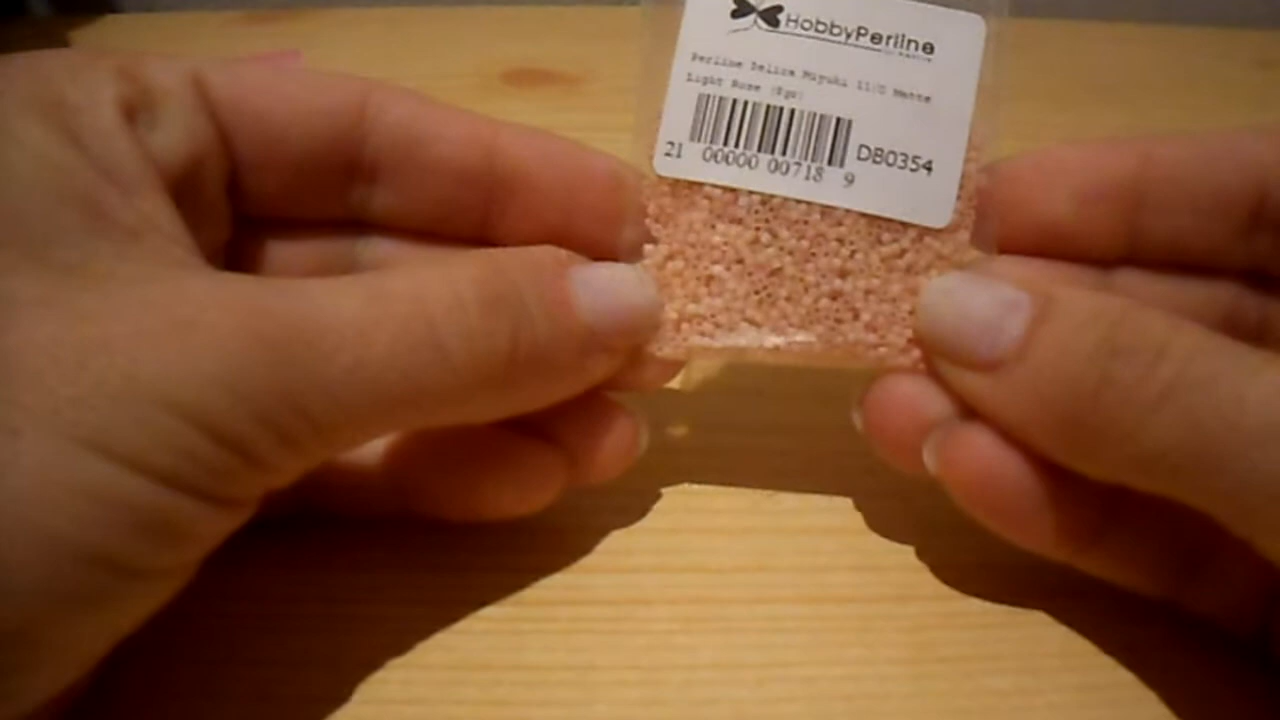 HobbyPerline
Perline Delica Miyuki 11/0 Matte
Light Rose (8gr)
DB0354
21 00000 00718 9